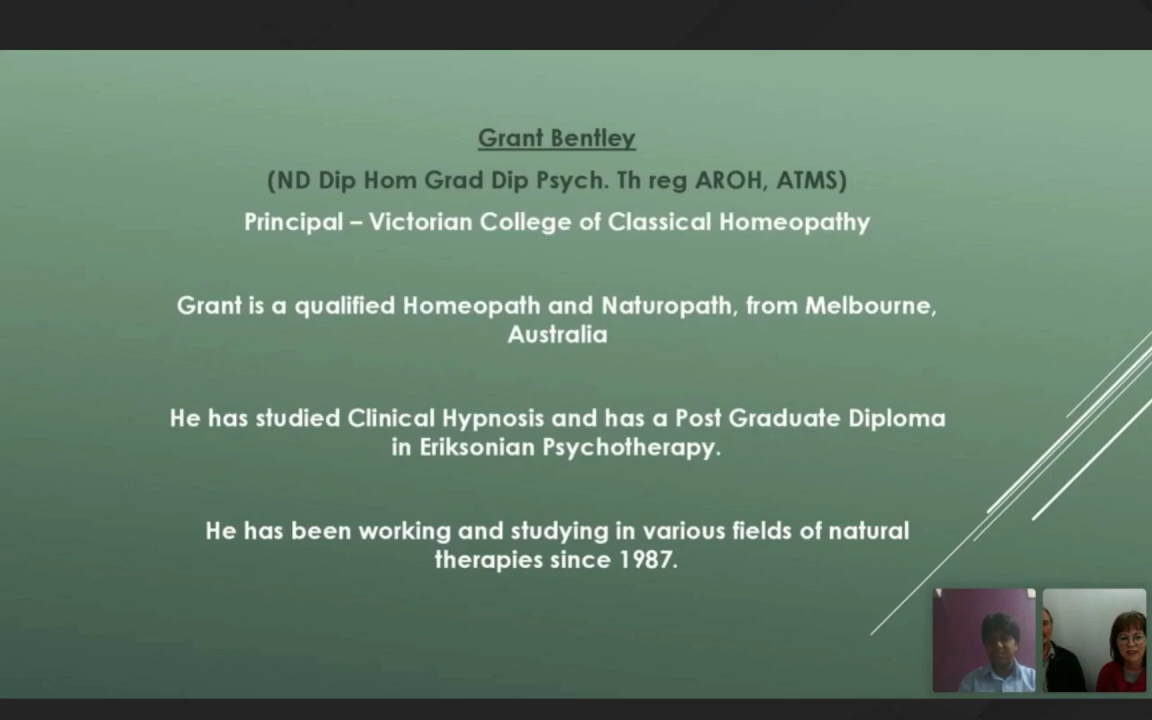 Grant Bentley
(ND Dip Hom Grad Dip Psych. Th reg AROH, ATMS)
Principal – Victorian College of Classical Homeopathy
Grant is a qualified Homeopath and Naturopath, from Melbourne,
Australia
He has studied Clinical Hypnosis and has a Post Graduate Diploma
in Eriksonian Psychotherapy.
He has been working and studying in various fields of natural
therapies since 1987.